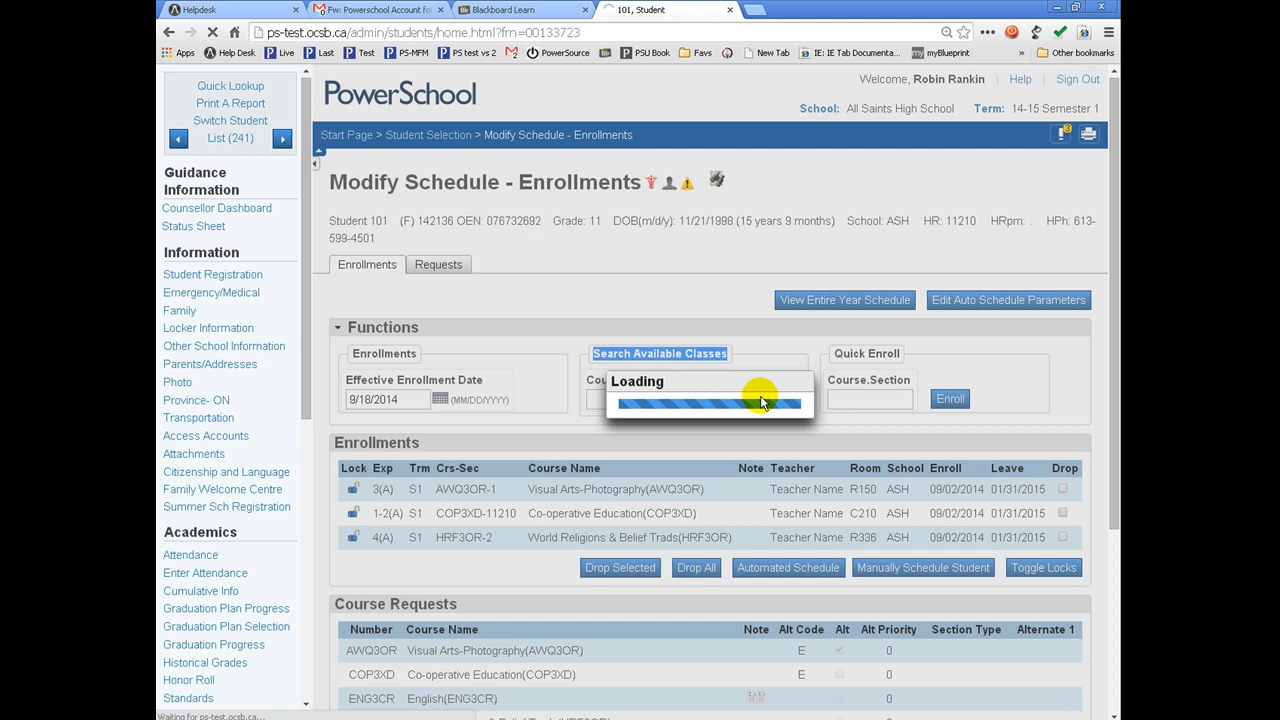 Helpdesk
Fw: Powerschool Account for
Blackboard Learn
101, Student
ps-test.ocsb.ca/admin/students/home.html?frn=00133723
Apps Help Desk Live Last Test PS-MFM PS test vs 2 PowerSource PSU Book Favs New Tab IE: IE Tab Documenta... myBlueprint » Other bookmarks
Quick Lookup
Print A Report
Switch Student
List (241)
Guidance
Information
Counsellor Dashboard
Status Sheet
Information
Student Registration
Emergency/Medical
Family
Locker Information
Other School Information
Parents/Addresses
Photo
Province- ON
Transportation
Access Accounts
Attachments
Citizenship and Language
Family Welcome Centre
Summer Sch Registration
Academics
Attendance
Enter Attendance
Cumulative Info
Graduation Plan Progress
Graduation Plan Selection
Graduation Progress
Historical Grades
Honor Roll
Standards
Waiting for ps-test.ocsb.ca...
PowerSchool
Welcome, Robin Rankin Help Sign Out
School: All Saints High School Term: 14-15 Semester 1
Start Page > Student Selection > Modify Schedule - Enrollments
3
Modify Schedule - Enrollments
Student 101 (F) 142136 OEN: 076732692 Grade: 11 DOB(m/d/y): 11/21/1998 (15 years 9 months) School: ASH HR: 11210 HRpm: . HPh: 613-
599-4501
Enrollments Requests
View Entire Year Schedule Edit Auto Schedule Parameters
Functions
Enrollments Search Available Classes Quick Enroll
Effective Enrollment Date Cou Course.Section
9/18/2014 (MM/DD/YYYY) Enroll
Loading
Enrollments
Lock Exp Trm Crs-Sec Course Name Note Teacher Room School Enroll Leave Drop
3(A) S1 AWQ3OR-1 Visual Arts-Photography(AWQ3OR) Teacher Name R150 ASH 09/02/2014 01/31/2015
1-2(A) S1 COP3XD-11210 Co-operative Education(COP3XD) Teacher Name C210 ASH 09/02/2014 01/31/2015
4(A) S1 HRF3OR-2 World Religions & Belief Trads(HRF3OR) Teacher Name R336 ASH 09/02/2014 01/31/2015
Drop Selected Drop All Automated Schedule Manually Schedule Student Toggle Locks
Course Requests
Number Course Name Note Alt Code Alt Alt Priority Section Type Alternate 1
AWQ3OR Visual Arts-Photography(AWQ3OR) E 0
COP3XD Co-operative Education(COP3XD) E 0
ENG3CR English(ENG3CR) 0